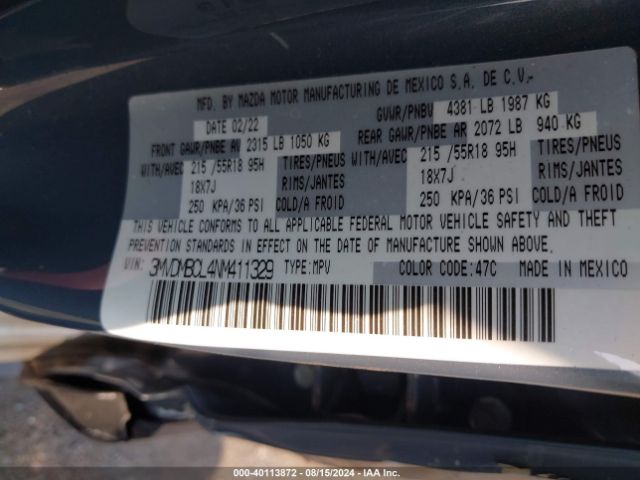 MFD. BY MAZDA MOTOR MANUFACTURING DE MEXICO S.A. DE C.V.
DATE 02/22 GVWR/PNBV 4381 LB 1987 KG
FRONT GAWR/PNBE AV 2315 LB 1050 KG REAR GAWR/PNBE AR 2072 LB 940 KG
WITH/AVEC 215 /55R18 95H TIRES/PNEUS WITH/AVEC 215 /55R18 95H TIRES/PNEUS
18X7J RIMS/JANTES 18X7J RIMS/JANTES
250 KPA/36 PSI COLD/A FROID 250 KPA/36 PSI COLD/A FROID
THIS VEHICLE CONFORMS TO ALL APPLICABLE FEDERAL MOTOR VEHICLE SAFETY AND THEFT
PREVENTION STANDARDS IN EFFECT ON THE DATE OF MANUFACTURE SHOWN ABOVE.
VIN: 3MVDMBCL4NM411329 TYPE:MPV COLOR CODE:47C MADE IN MEXICO
000-40113872 - 08/15/2024 - IAA Inc.